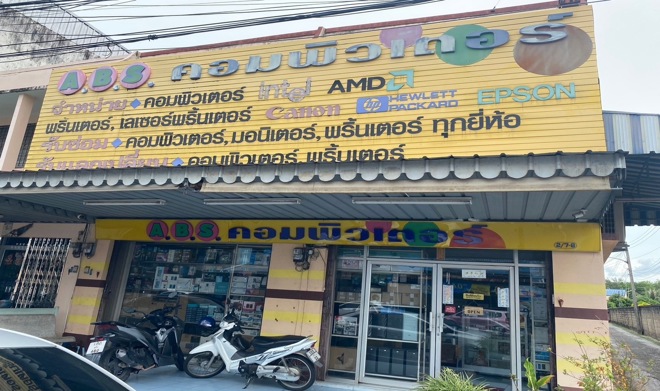 A.B.S. คอมพิวเตอร์
จำหน่าย ◆ คอมพิวเตอร์ intel AMD
พริ้นเตอร์, เลเซอร์พริ้นเตอร์ Canon hp HEWLETT PACKARD EPSON
รับซ่อม ◆ คอมพิวเตอร์, มอนิเตอร์, พริ้นเตอร์ ทุกยี่ห้อ
◆ คอมพิวเตอร์, พริ้นเตอร์
A.B.S. คอมพิวเตอร์
OPEN